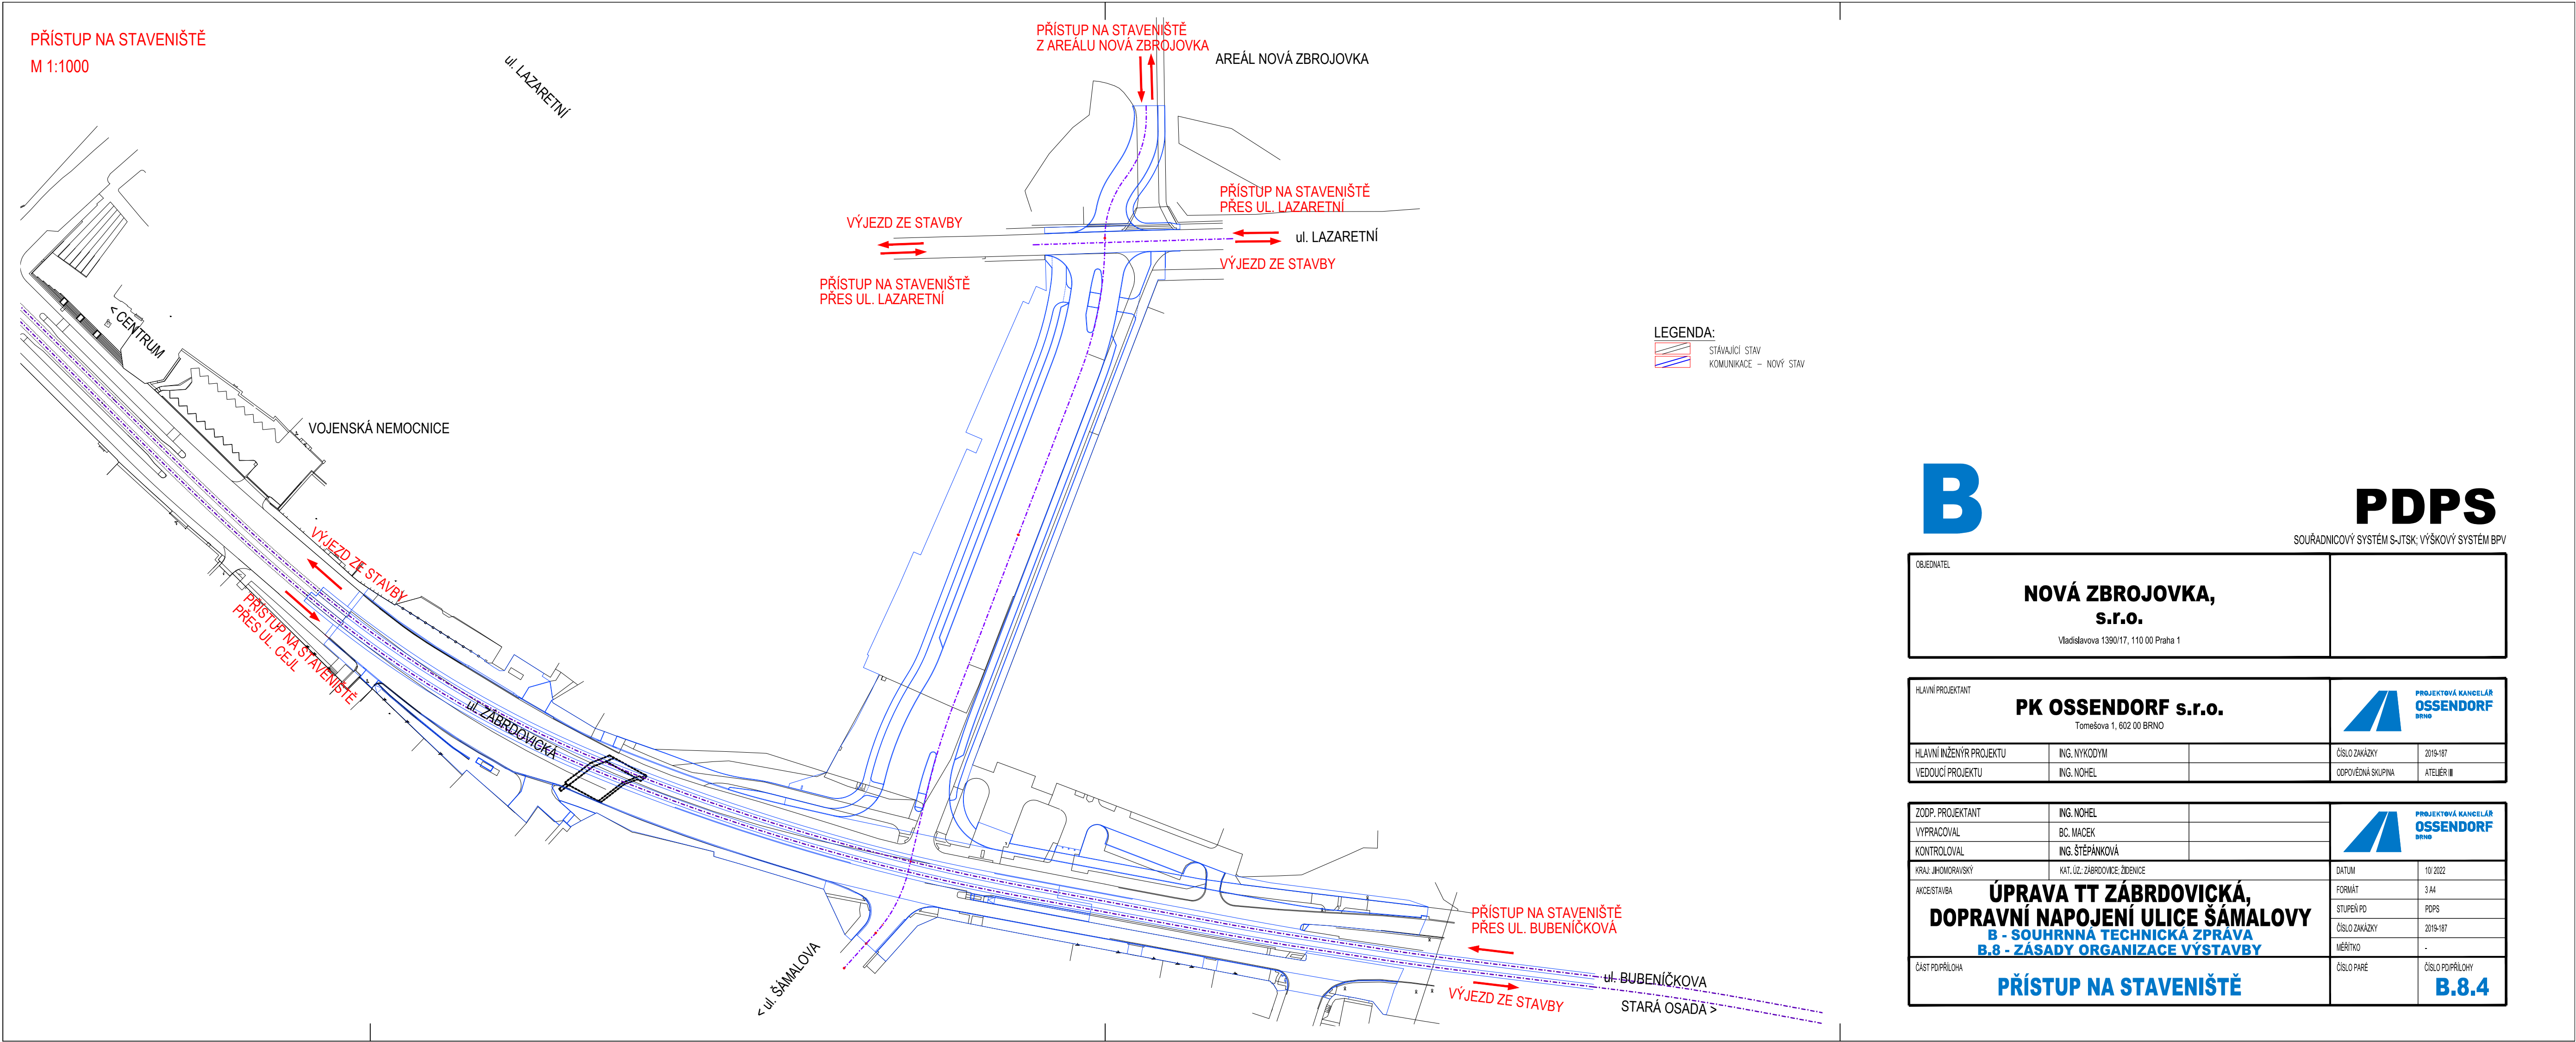 PŘÍSTUP NA STAVENIŠTĚ
M 1:1000
ul. LAZARETNÍ
PŘÍSTUP NA STAVENIŠTĚ
Z AREÁLU NOVÁ ZBROJOVKA
AREÁL NOVÁ ZBROJOVKA
PŘÍSTUP NA STAVENIŠTĚ
PŘES UL. LAZARETNÍ
VÝJEZD ZE STAVBY
ul. LAZARETNÍ
VÝJEZD ZE STAVBY
PŘÍSTUP NA STAVENIŠTĚ
PŘES UL. LAZARETNÍ
< CENTRUM
LEGENDA:
STÁVAJÍCÍ STAV
KOMUNIKACE – NOVÝ STAV
VOJENSKÁ NEMOCNICE
VÝJEZD ZE STAVBY
PŘÍSTUP NA STAVENIŠTĚ
PŘES UL. CEJL
ul. ZÁBRDOVICKÁ
PŘÍSTUP NA STAVENIŠTĚ
PŘES UL. BUBENÍČKOVÁ
ul. BUBENÍČKOVA
VÝJEZD ZE STAVBY
STARÁ OSADA >
< ul. ŠÁMALOVA
B
PDPS
SOUŘADNICOVÝ SYSTÉM S-JTSK; VÝŠKOVÝ SYSTÉM BPV
OBJEDNATEL
NOVÁ ZBROJOVKA,
s.r.o.
Vladislavova 1390/17, 110 00 Praha 1
HLAVNÍ PROJEKTANT
PK OSSENDORF s.r.o.
Tomešova 1, 602 00 BRNO
PROJEKTOVÁ KANCELÁŘ
OSSENDORF
BRNO
HLAVNÍ INŽENÝR PROJEKTU ING. NYKODYM ČÍSLO ZAKÁZKY 2019-187
VEDOUCÍ PROJEKTU ING. NOHEL ODPOVĚDNÁ SKUPINA ATELIÉR III
ZODP. PROJEKTANT ING. NOHEL
VYPRACOVAL BC. MACEK
KONTROLOVAL ING. ŠTĚPÁNKOVÁ
PROJEKTOVÁ KANCELÁŘ
OSSENDORF
BRNO
KRAJ: JIHOMORAVSKÝ KAT. ÚZ.: ZÁBRDOVICE; ŽIDENICE DATUM 10/ 2022
AKCE/STAVBA
ÚPRAVA TT ZÁBRDOVICKÁ,
DOPRAVNÍ NAPOJENÍ ULICE ŠÁMALOVY
B - SOUHRNNÁ TECHNICKÁ ZPRÁVA
B.8 - ZÁSADY ORGANIZACE VÝSTAVBY
FORMÁT 3 A4
STUPEŇ PD PDPS
ČÍSLO ZAKÁZKY 2019-187
MĚŘÍTKO -
ČÁST PD/PŘÍLOHA
PŘÍSTUP NA STAVENIŠTĚ
ČÍSLO PARÉ
ČÍSLO PD/PŘÍLOHY
B.8.4